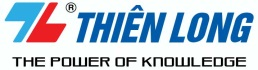 ® THIÊN LONG
THE POWER OF KNOWLEDGE